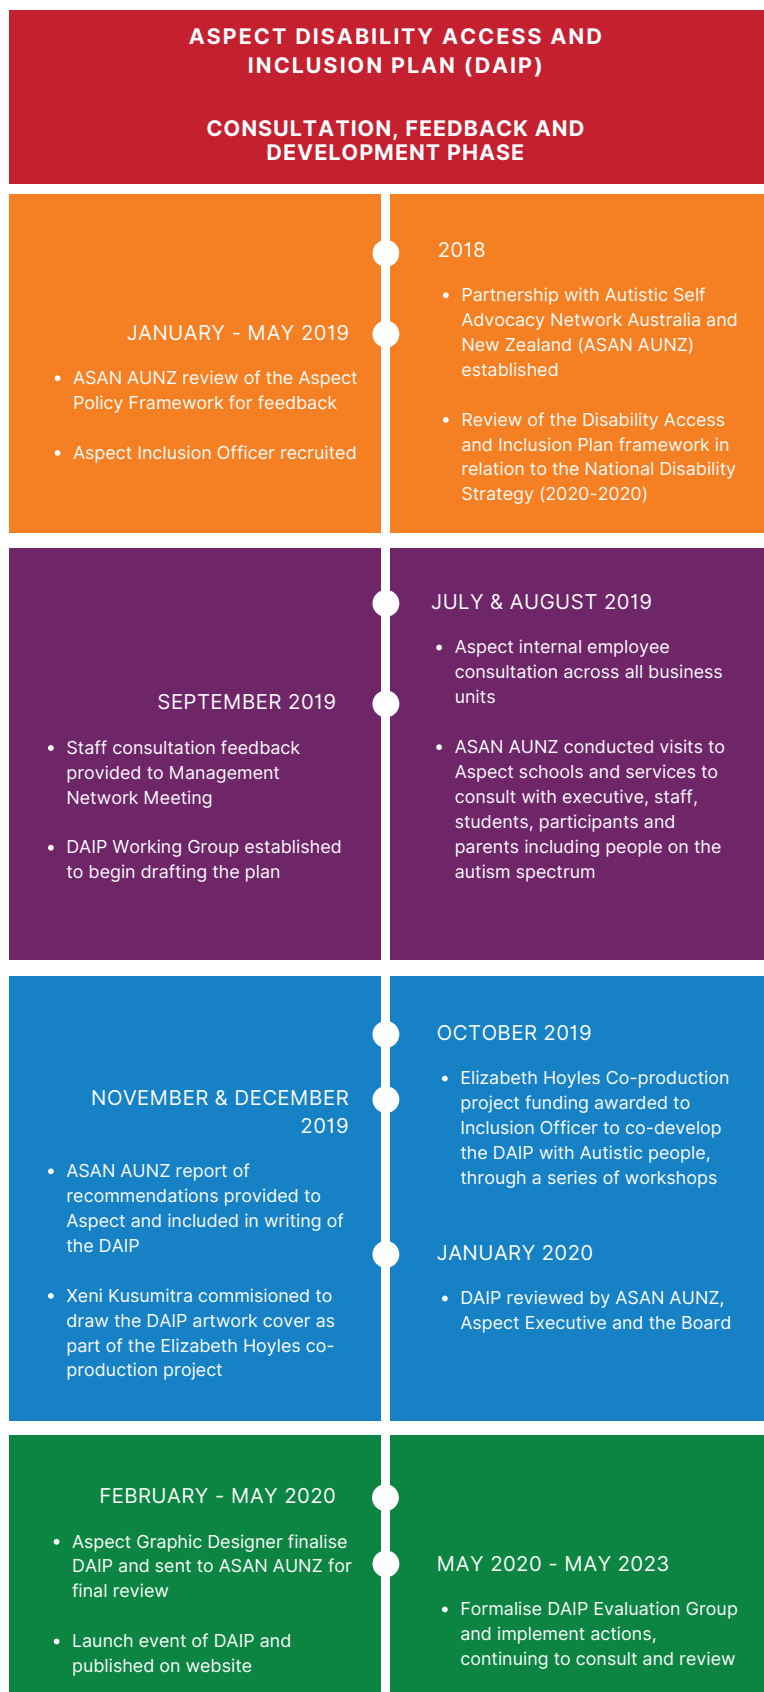 ASPECT DISABILITY ACCESS AND
INCLUSION PLAN (DAIP)
CONSULTATION, FEEDBACK AND
DEVELOPMENT PHASE
2018
• Partnership with Autistic Self
Advocacy Network Australia and
New Zealand (ASAN AUNZ)
established
• Review of the Disability Access
and Inclusion Plan framework in
relation to the National Disability
Strategy (2020-2020)
JANUARY - MAY 2019
• ASAN AUNZ review of the Aspect
Policy Framework for feedback
• Aspect Inclusion Officer recruited
JULY & AUGUST 2019
• Aspect internal employee
consultation across all business
units
• ASAN AUNZ conducted visits to
Aspect schools and services to
consult with executive, staff,
students, participants and
parents including people on the
autism spectrum
SEPTEMBER 2019
• Staff consultation feedback
provided to Management
Network Meeting
• DAIP Working Group established
to begin drafting the plan
OCTOBER 2019
• Elizabeth Hoyles Co-production
project funding awarded to
Inclusion Officer to co-develop
the DAIP with Autistic people,
through a series of workshops
NOVEMBER & DECEMBER
2019
• ASAN AUNZ report of
recommendations provided to
Aspect and included in writing of
the DAIP
• Xeni Kusumitra commisioned to
draw the DAIP artwork cover as
part of the Elizabeth Hoyles co-
production project
JANUARY 2020
• DAIP reviewed by ASAN AUNZ,
Aspect Executive and the Board
FEBRUARY - MAY 2020
• Aspect Graphic Designer finalise
DAIP and sent to ASAN AUNZ for
final review
• Launch event of DAIP and
published on website
MAY 2020 - MAY 2023
• Formalise DAIP Evaluation Group
and implement actions,
continuing to consult and review